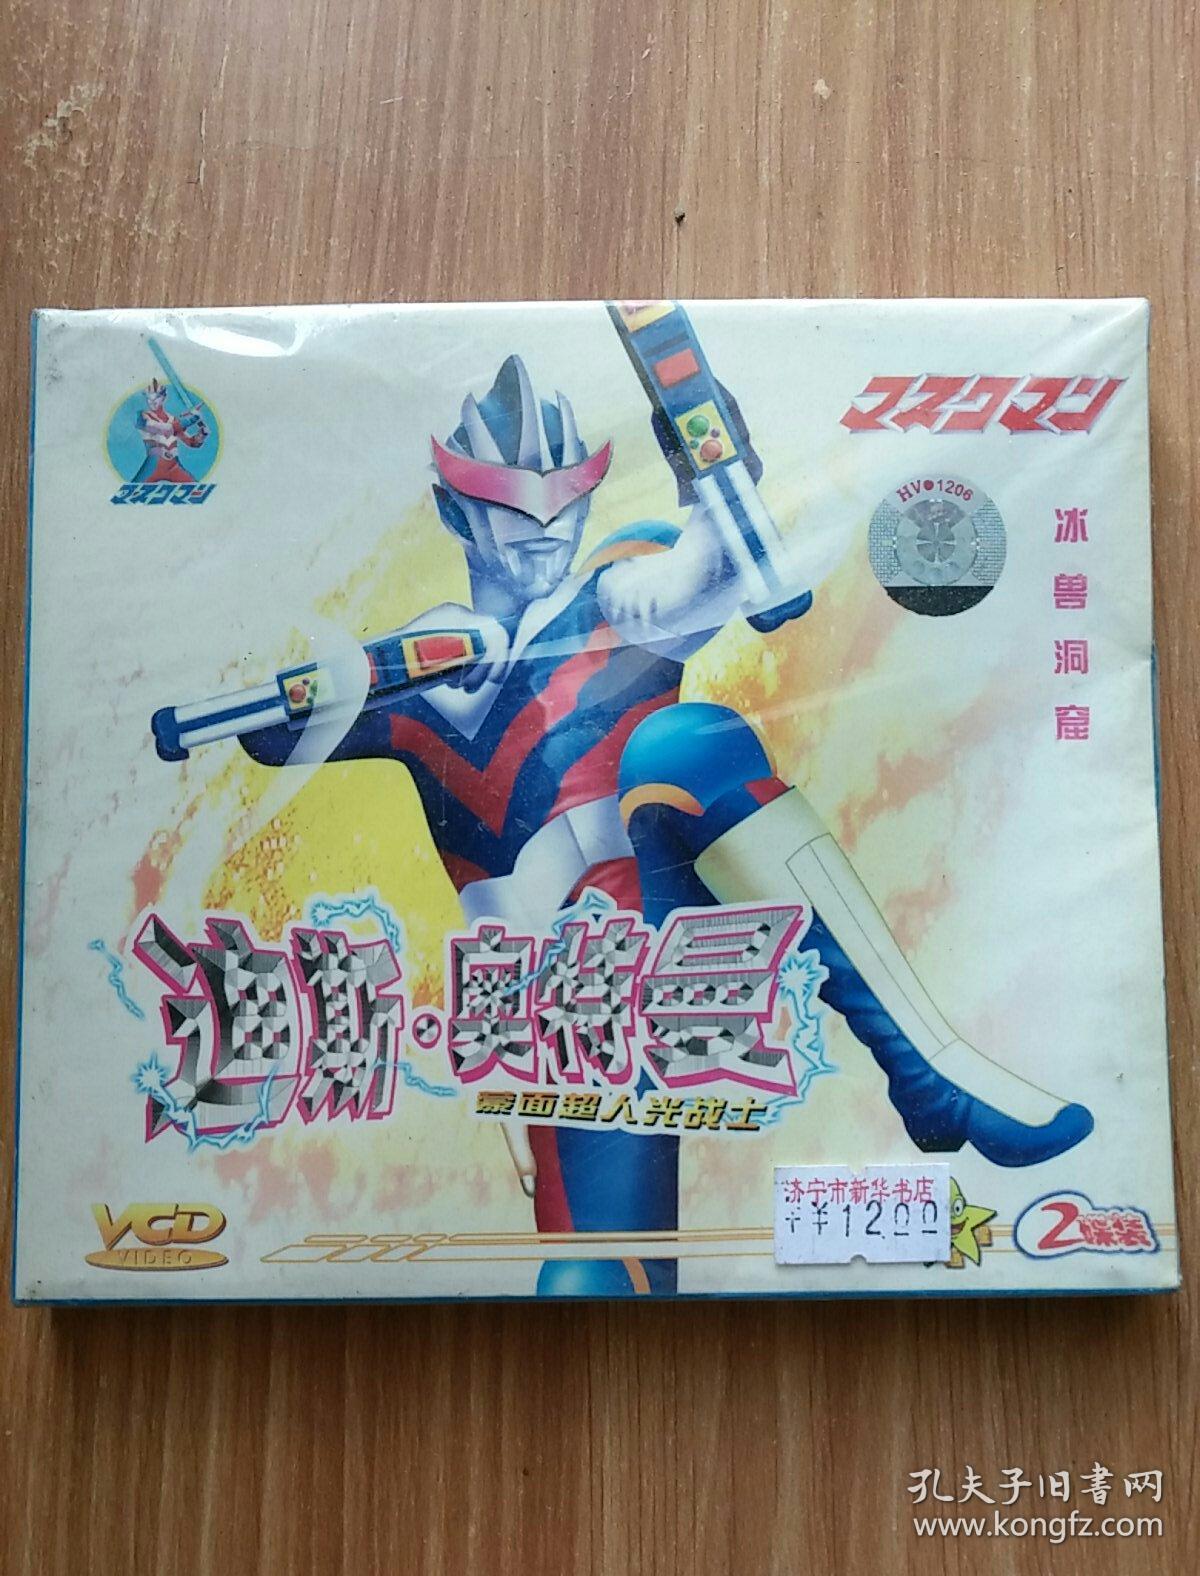 マスクマン
マスクマン
HV 1206
冰兽洞窟
迪斯·奥特曼
蒙面超人光战士
VCD
VIDEO
济宁市新华书店
¥12.00
2碟装
孔夫子旧书网
www.kongfz.com